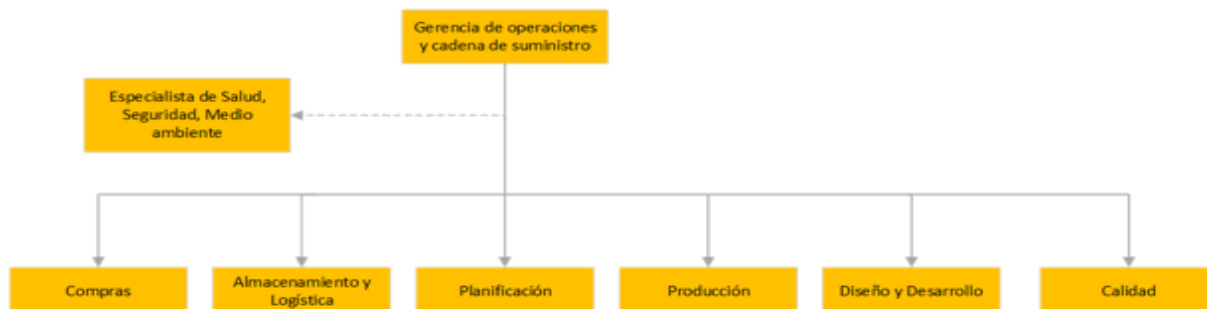 Gerencia de operaciones
y cadena de suministro
Especialista de Salud,
Seguridad, Medio
ambiente
Compras
Almacenamiento y
Logística
Planificación
Producción
Diseño y Desarrollo
Calidad